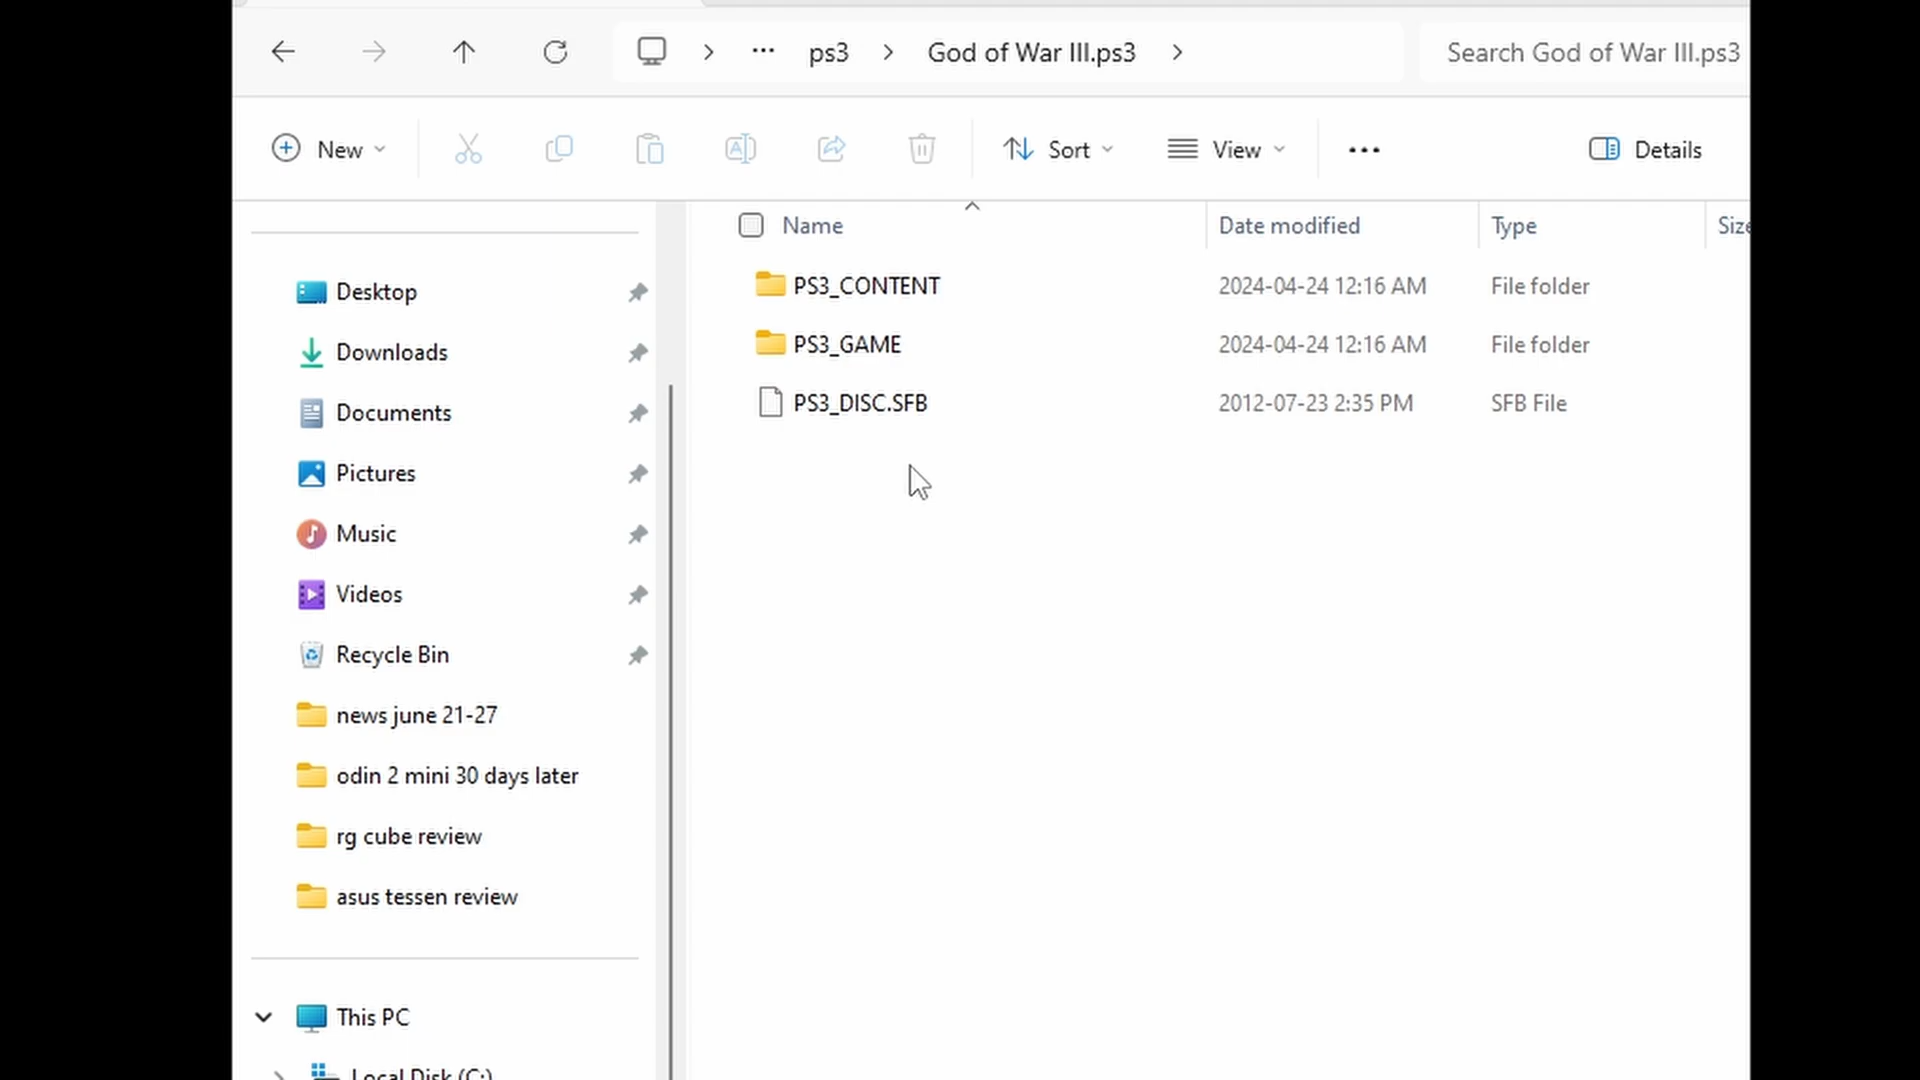 ps3 God of War III.ps3 Search God of War III.ps3
New Sort View Details
Name Date modified Type Size
PS3_CONTENT 2024-04-24 12:16 AM File folder
PS3_GAME 2024-04-24 12:16 AM File folder
PS3_DISC.SFB 2012-07-23 2:35 PM SFB File
Desktop
Downloads
Documents
Pictures
Music
Videos
Recycle Bin
news june 21-27
odin 2 mini 30 days later
rg cube review
asus tessen review
This PC
Local Disk (C:)